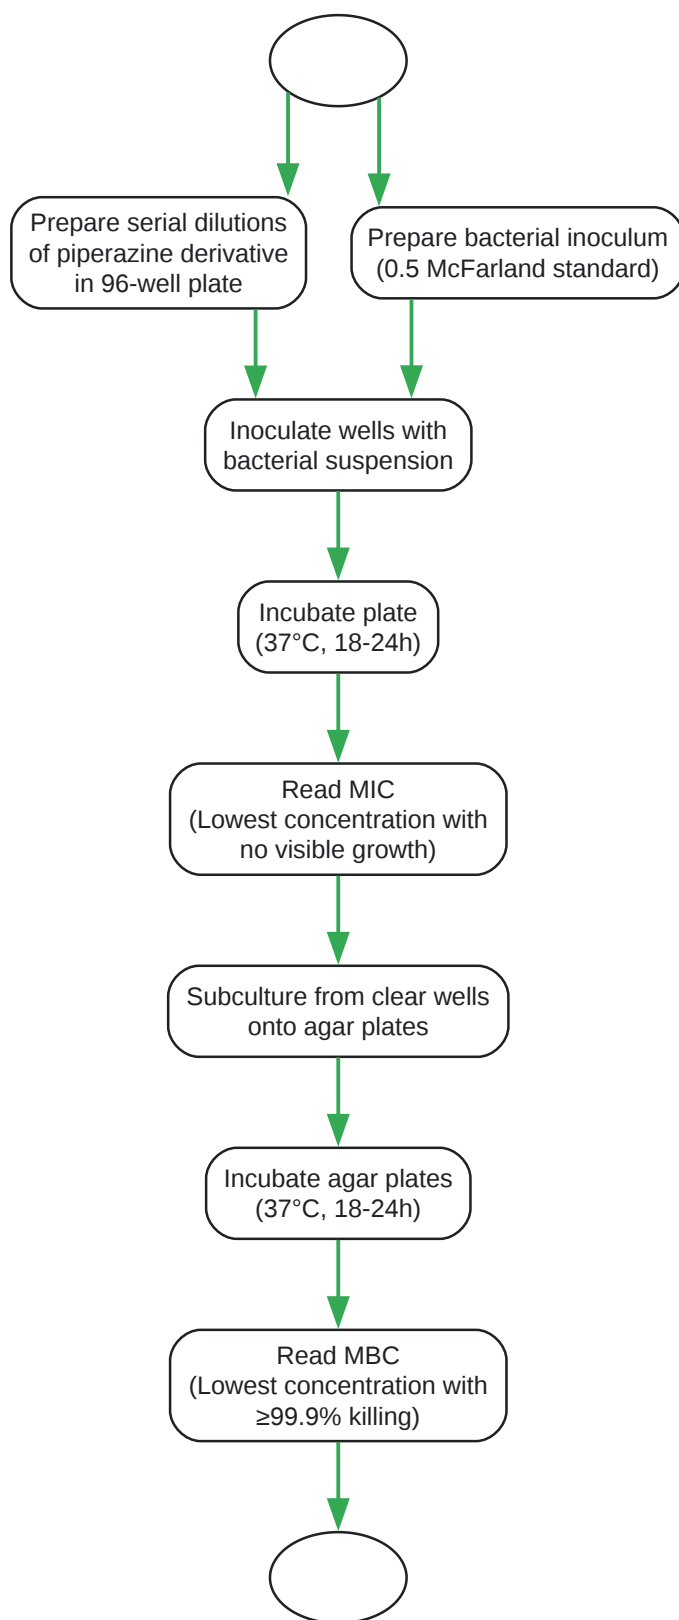 Prepare serial dilutions
of piperazine derivative
in 96-well plate
Prepare bacterial inoculum
(0.5 McFarland standard)
Inoculate wells with
bacterial suspension
Incubate plate
(37°C, 18-24h)
Read MIC
(Lowest concentration with
no visible growth)
Subculture from clear wells
onto agar plates
Incubate agar plates
(37°C, 18-24h)
Read MBC
(Lowest concentration with
≥99.9% killing)